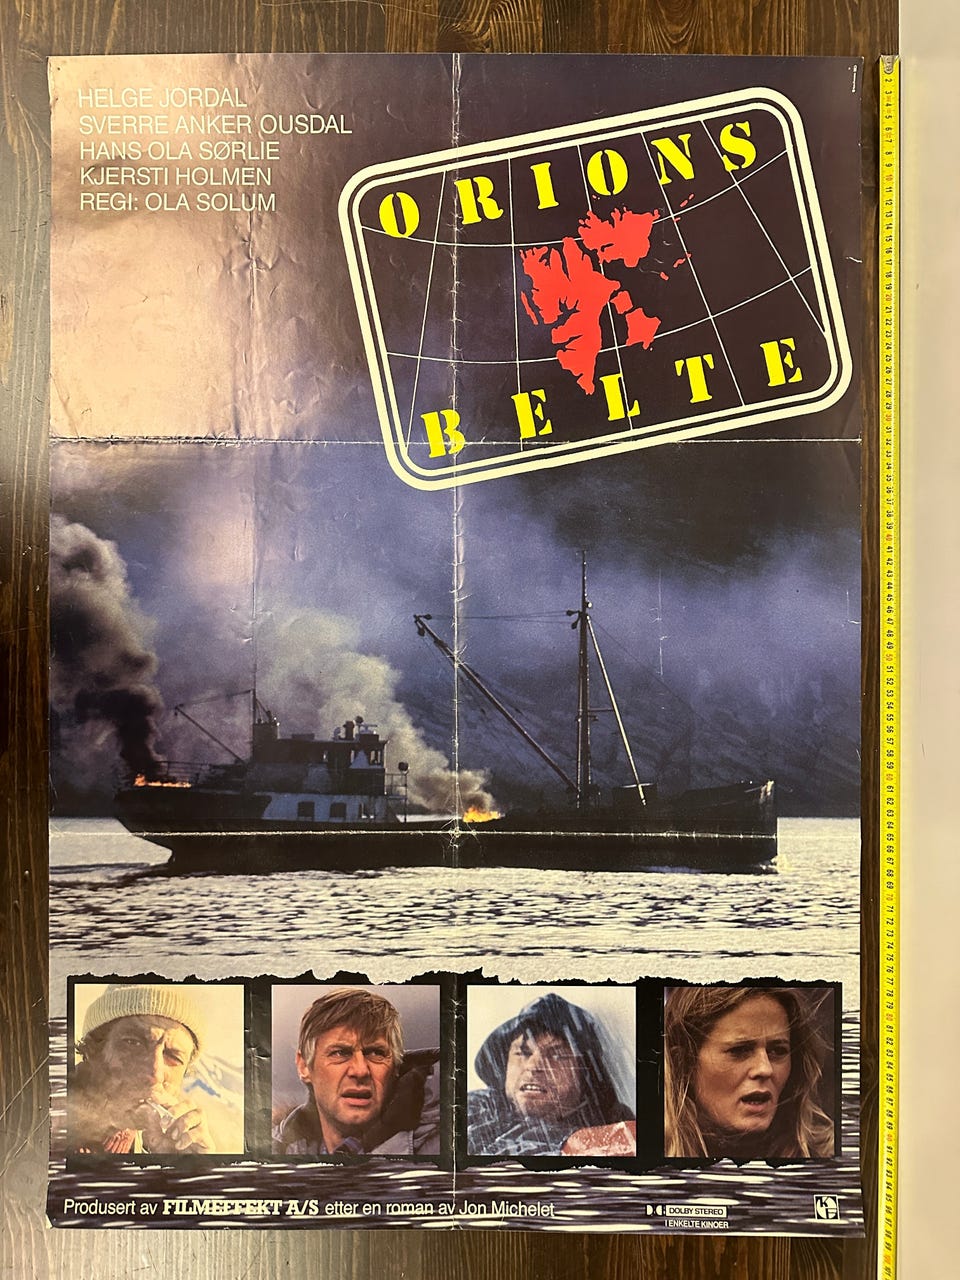 HELGE JORDAL
SVERRE ANKER OUSDAL
HANS OLA SØRLIE
KJERSTI HOLMEN
REGI: OLA SOLUM
ORIONS
BELTE
Produsert av FILMEFFEKT A/S etter en roman av Jon Michelet
DOLBY STEREO
I ENKELTE KINOER